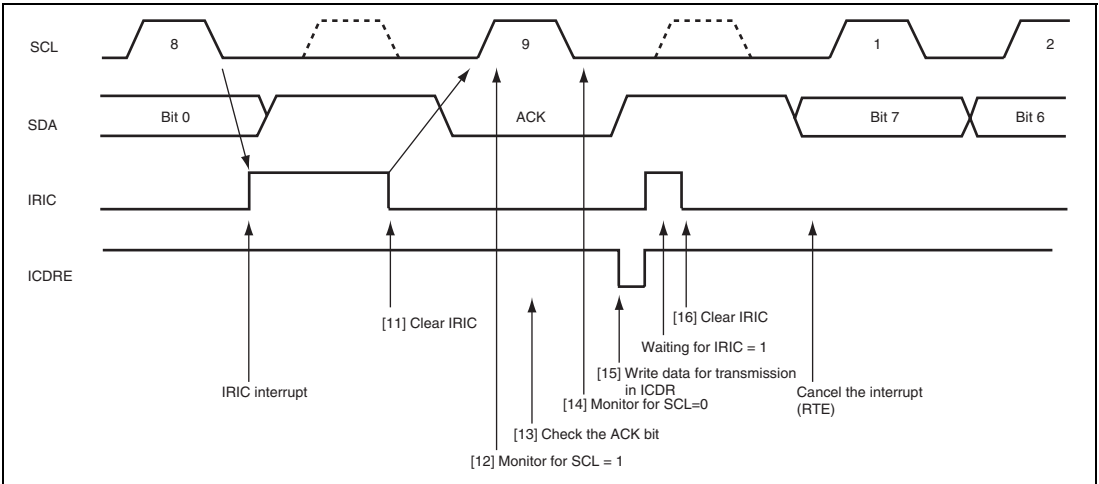 SCL
8
9
1
2
SDA
Bit 0
ACK
Bit 7
Bit 6
IRIC
ICDRE
[11] Clear IRIC
[16] Clear IRIC
Waiting for IRIC = 1
[15] Write data for transmission
in ICDR
IRIC interrupt
Cancel the interrupt
(RTE)
[14] Monitor for SCL=0
[13] Check the ACK bit
[12] Monitor for SCL = 1